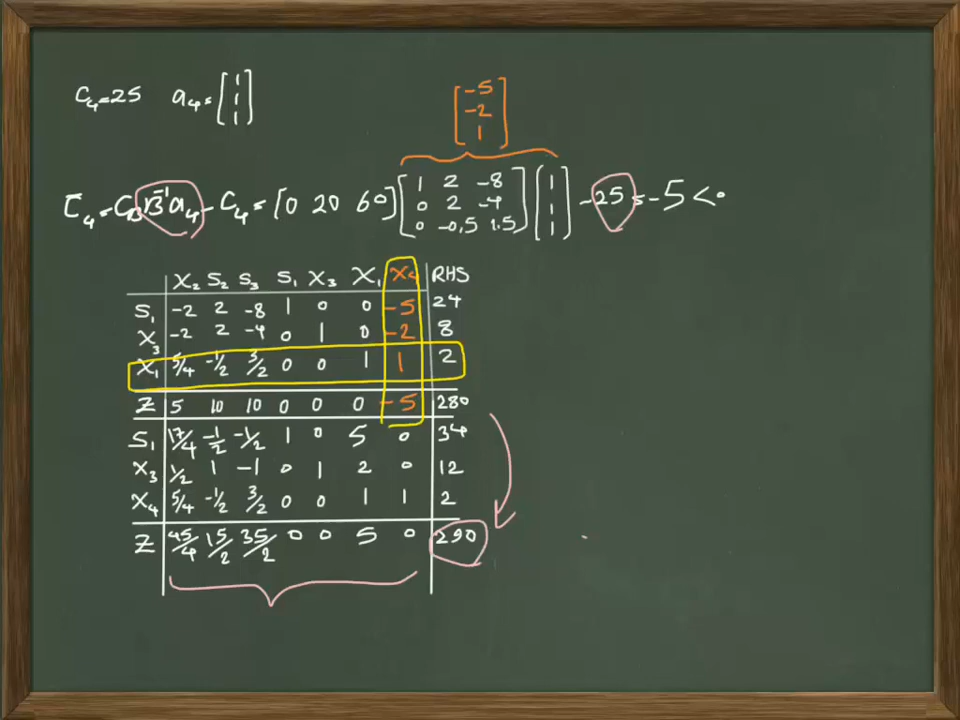 C₄=25 a₄=[1 1 1]
[-5 -2 1]
C̄₄=C_B B⁻¹a₄-C₄=[0 20 60][1 2 -8 0 2 -4 0 -0,5 1.5][1 1 1]-25=-5<0
X₂ S₂ S₃ S₁ X₃ X₁ X₄ RHS
S₁ -2 2 -8 1 0 0 -5 24
X₃ -2 2 -4 0 1 0 -2 8
X₁ 5/4 -1/2 3/2 0 0 1 1 2
Z 5 10 10 0 0 0 -5 280
S₁ 17/4 -1/2 -1/2 1 0 5 0 34
X₃ 1/2 1 -1 0 1 2 0 12
X₄ 5/4 -1/2 3/2 0 0 1 1 2
Z 45/4 15/2 35/2 0 0 5 0 290